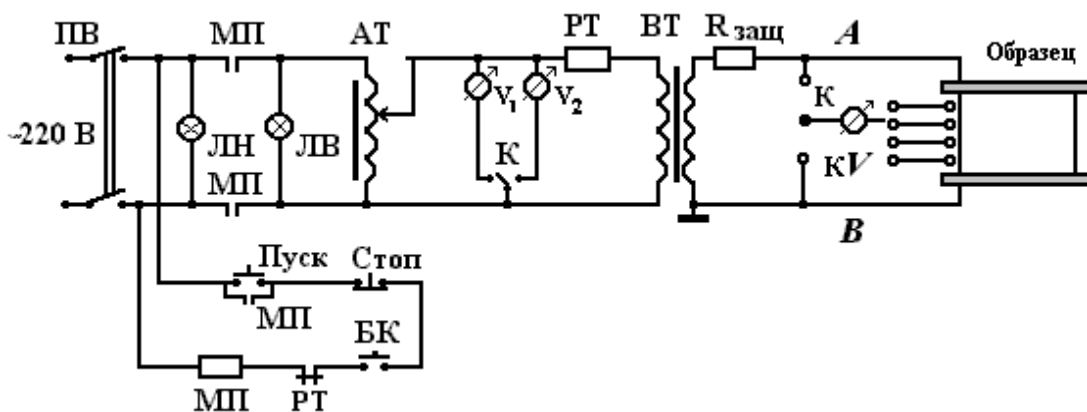 ПВ
МП
АТ
РТ
ВТ
R защ
A
Образец
~220 В
ЛН
ЛВ
V1
V2
К
К
КV
МП
B
Пуск
Стоп
МП
БК
МП
РТ